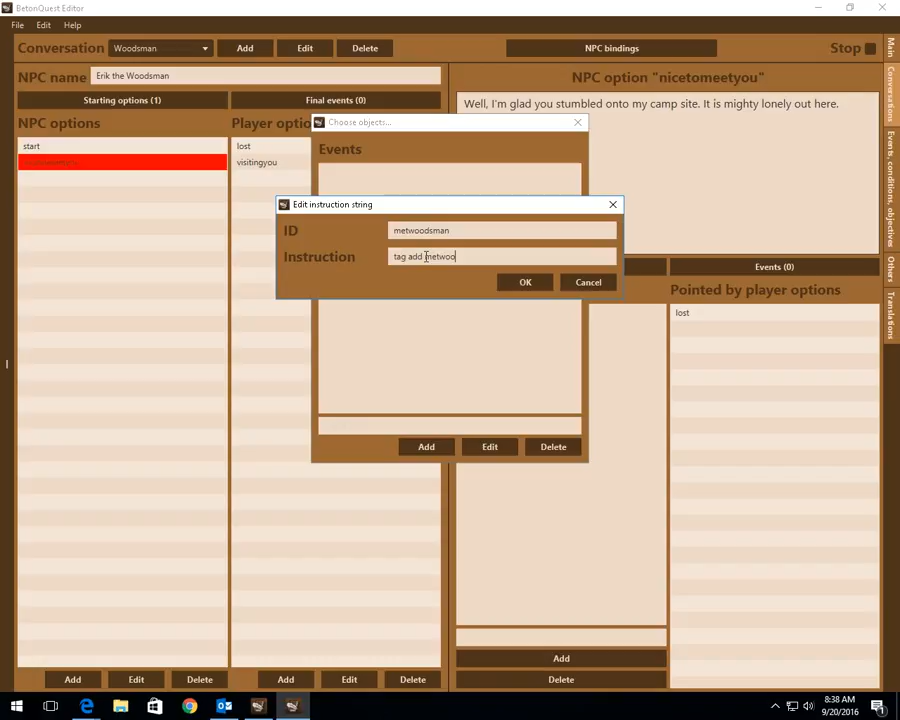 BetonQuest Editor
File Edit Help
Conversation Woodsman Add Edit Delete NPC bindings Stop
NPC name Erik the Woodsman
Starting options (1) Final events (0)
NPC options Player optio
start
lost
visitingyou
NPC option "nicetomeetyou"
Well, I'm glad you stumbled onto my camp site. It is mighty lonely out here.
Choose objects...
Events
Edit instruction string
ID metwoodsman
Instruction tag add metwoo
OK Cancel
Add Edit Delete
Events (0)
Pointed by player options
lost
Add
Delete
Add Edit Delete Add Edit Delete
Main
Conversations
Events, conditions, objectives
Others
Translations
8:38 AM
9/20/2016